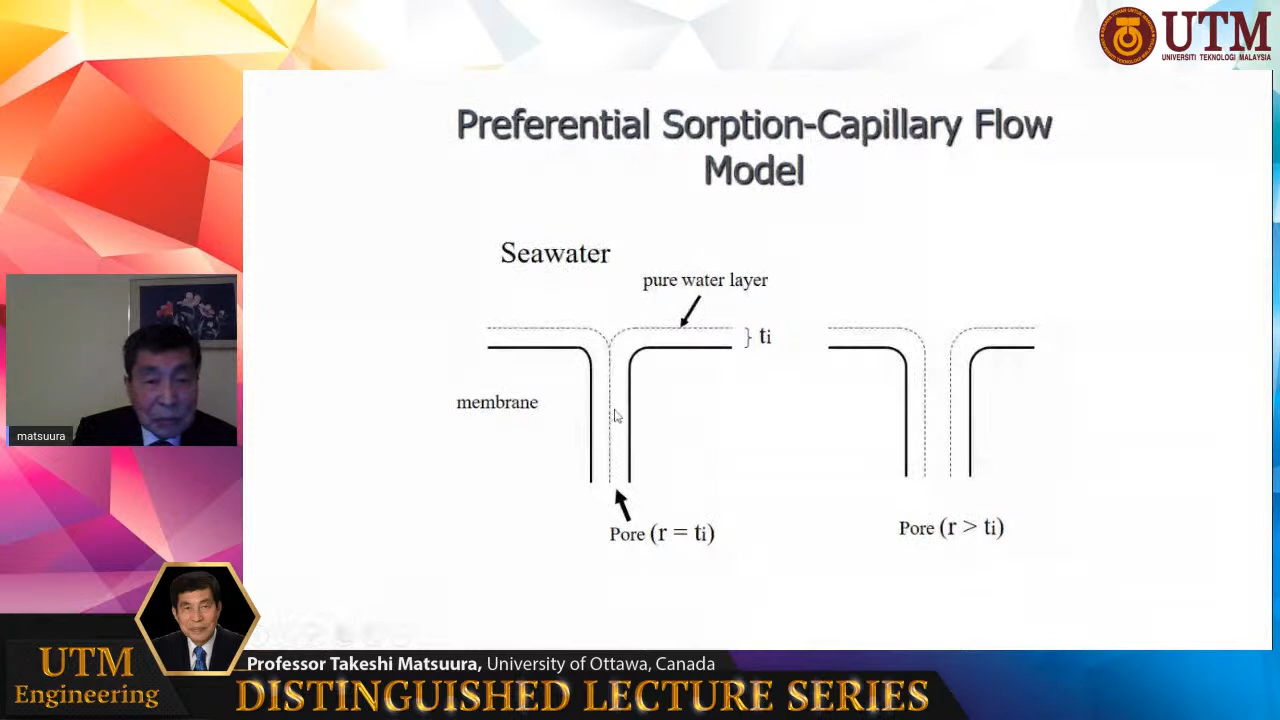 UTM
UNIVERSITI TEKNOLOGI MALAYSIA
Preferential Sorption-Capillary Flow
Model
Seawater
pure water layer
} ti
membrane
Pore (r = ti)
Pore (r > ti)
matsuura
Professor Takeshi Matsuura, University of Ottawa, Canada
UTM
Engineering
DISTINGUISHED LECTURE SERIES